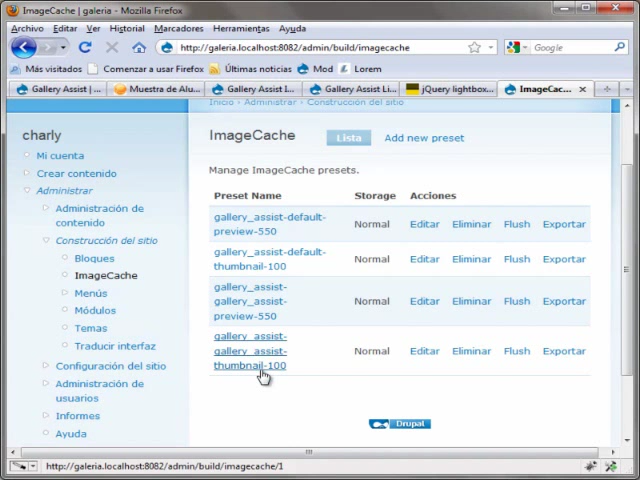 ImageCache | galeria - Mozilla Firefox
Archivo Editar Ver Historial Marcadores Herramientas Ayuda
http://galeria.localhost:8082/admin/build/imagecache
Google
Más visitados Comenzar a usar Firefox Últimas noticias Mod Lorem
Gallery Assist | ... Muestra de Alu... Gallery Assist I... Gallery Assist Li... jQuery lightbox... ImageCac...
Inicio › Administrar › Construcción del sitio
charly
Mi cuenta
Crear contenido
Administrar
Administración de
contenido
Construcción del sitio
Bloques
ImageCache
Menús
Módulos
Temas
Traducir interfaz
Configuración del sitio
Administración de
usuarios
Informes
Ayuda
ImageCache Lista Add new preset
Manage ImageCache presets.
Preset Name Storage Acciones
gallery_assist-default-
preview-550 Normal Editar Eliminar Flush Exportar
gallery_assist-default-
thumbnail-100 Normal Editar Eliminar Flush Exportar
gallery_assist-
gallery_assist- Normal Editar Eliminar Flush Exportar
preview-550
gallery_assist-
gallery_assist- Normal Editar Eliminar Flush Exportar
thumbnail-100
Drupal
http://galeria.localhost:8082/admin/build/imagecache/1